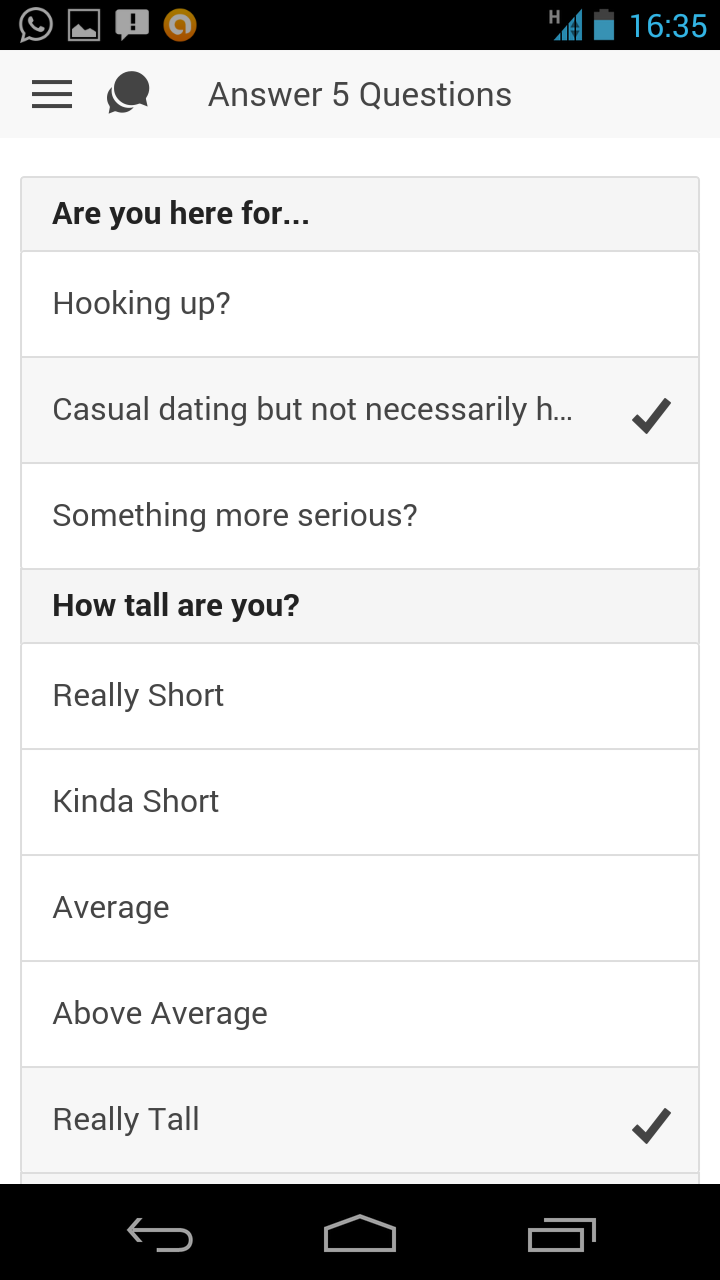 H 16:35
Answer 5 Questions
Are you here for...
Hooking up?
Casual dating but not necessarily h...
Something more serious?
How tall are you?
Really Short
Kinda Short
Average
Above Average
Really Tall